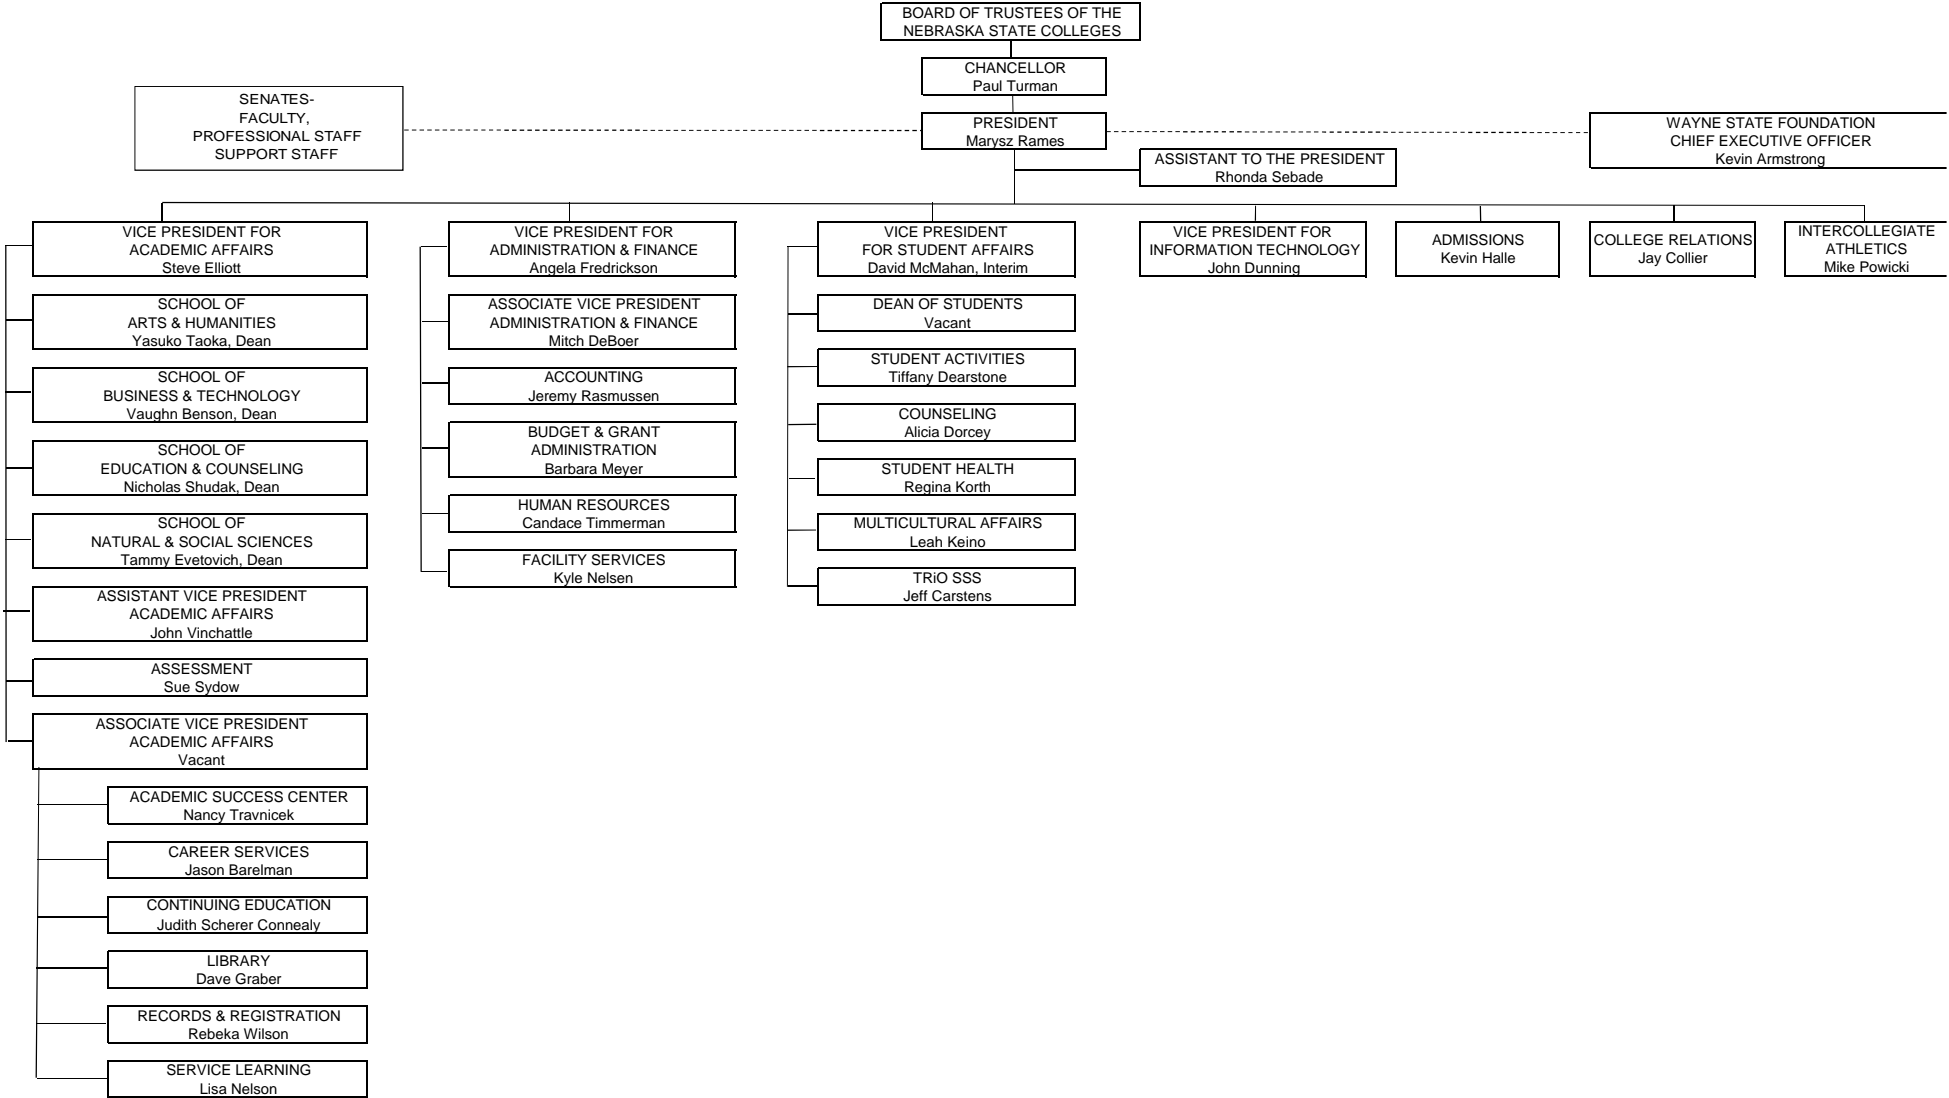 BOARD OF TRUSTEES OF THE
NEBRASKA STATE COLLEGES
CHANCELLOR
Paul Turman
SENATES-
FACULTY,
PROFESSIONAL STAFF
SUPPORT STAFF
PRESIDENT
Marysz Rames
WAYNE STATE FOUNDATION
CHIEF EXECUTIVE OFFICER
Kevin Armstrong
ASSISTANT TO THE PRESIDENT
Rhonda Sebade
VICE PRESIDENT FOR
ACADEMIC AFFAIRS
Steve Elliott
SCHOOL OF
ARTS & HUMANITIES
Yasuko Taoka, Dean
SCHOOL OF
BUSINESS & TECHNOLOGY
Vaughn Benson, Dean
SCHOOL OF
EDUCATION & COUNSELING
Nicholas Shudak, Dean
SCHOOL OF
NATURAL & SOCIAL SCIENCES
Tammy Evetovich, Dean
ASSISTANT VICE PRESIDENT
ACADEMIC AFFAIRS
John Vinchattle
ASSESSMENT
Sue Sydow
ASSOCIATE VICE PRESIDENT
ACADEMIC AFFAIRS
Vacant
ACADEMIC SUCCESS CENTER
Nancy Travnicek
CAREER SERVICES
Jason Barelman
CONTINUING EDUCATION
Judith Scherer Connealy
LIBRARY
Dave Graber
RECORDS & REGISTRATION
Rebeka Wilson
SERVICE LEARNING
Lisa Nelson
VICE PRESIDENT FOR
ADMINISTRATION & FINANCE
Angela Fredrickson
ASSOCIATE VICE PRESIDENT
ADMINISTRATION & FINANCE
Mitch DeBoer
ACCOUNTING
Jeremy Rasmussen
BUDGET & GRANT
ADMINISTRATION
Barbara Meyer
HUMAN RESOURCES
Candace Timmerman
FACILITY SERVICES
Kyle Nelsen
VICE PRESIDENT
FOR STUDENT AFFAIRS
David McMahan, Interim
DEAN OF STUDENTS
Vacant
STUDENT ACTIVITIES
Tiffany Dearstone
COUNSELING
Alicia Dorcey
STUDENT HEALTH
Regina Korth
MULTICULTURAL AFFAIRS
Leah Keino
TRiO SSS
Jeff Carstens
VICE PRESIDENT FOR
INFORMATION TECHNOLOGY
John Dunning
ADMISSIONS
Kevin Halle
COLLEGE RELATIONS
Jay Collier
INTERCOLLEGIATE
ATHLETICS
Mike Powicki